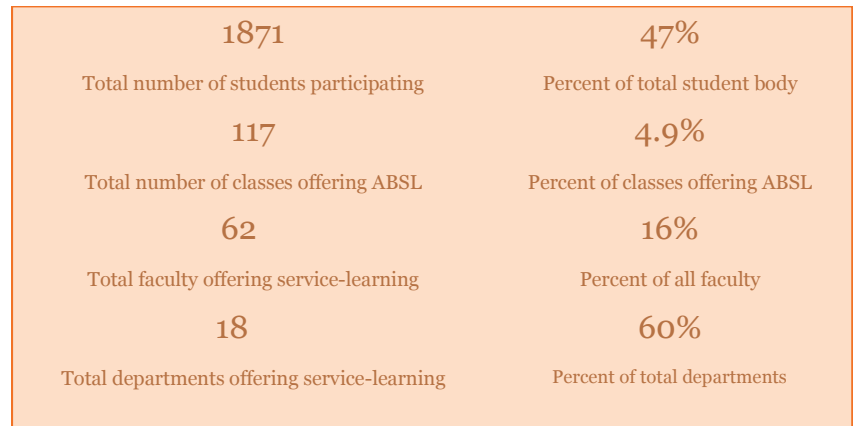 1871 47%
Total number of students participating Percent of total student body
117 4.9%
Total number of classes offering ABSL Percent of classes offering ABSL
62 16%
Total faculty offering service-learning Percent of all faculty
18 60%
Total departments offering service-learning Percent of total departments